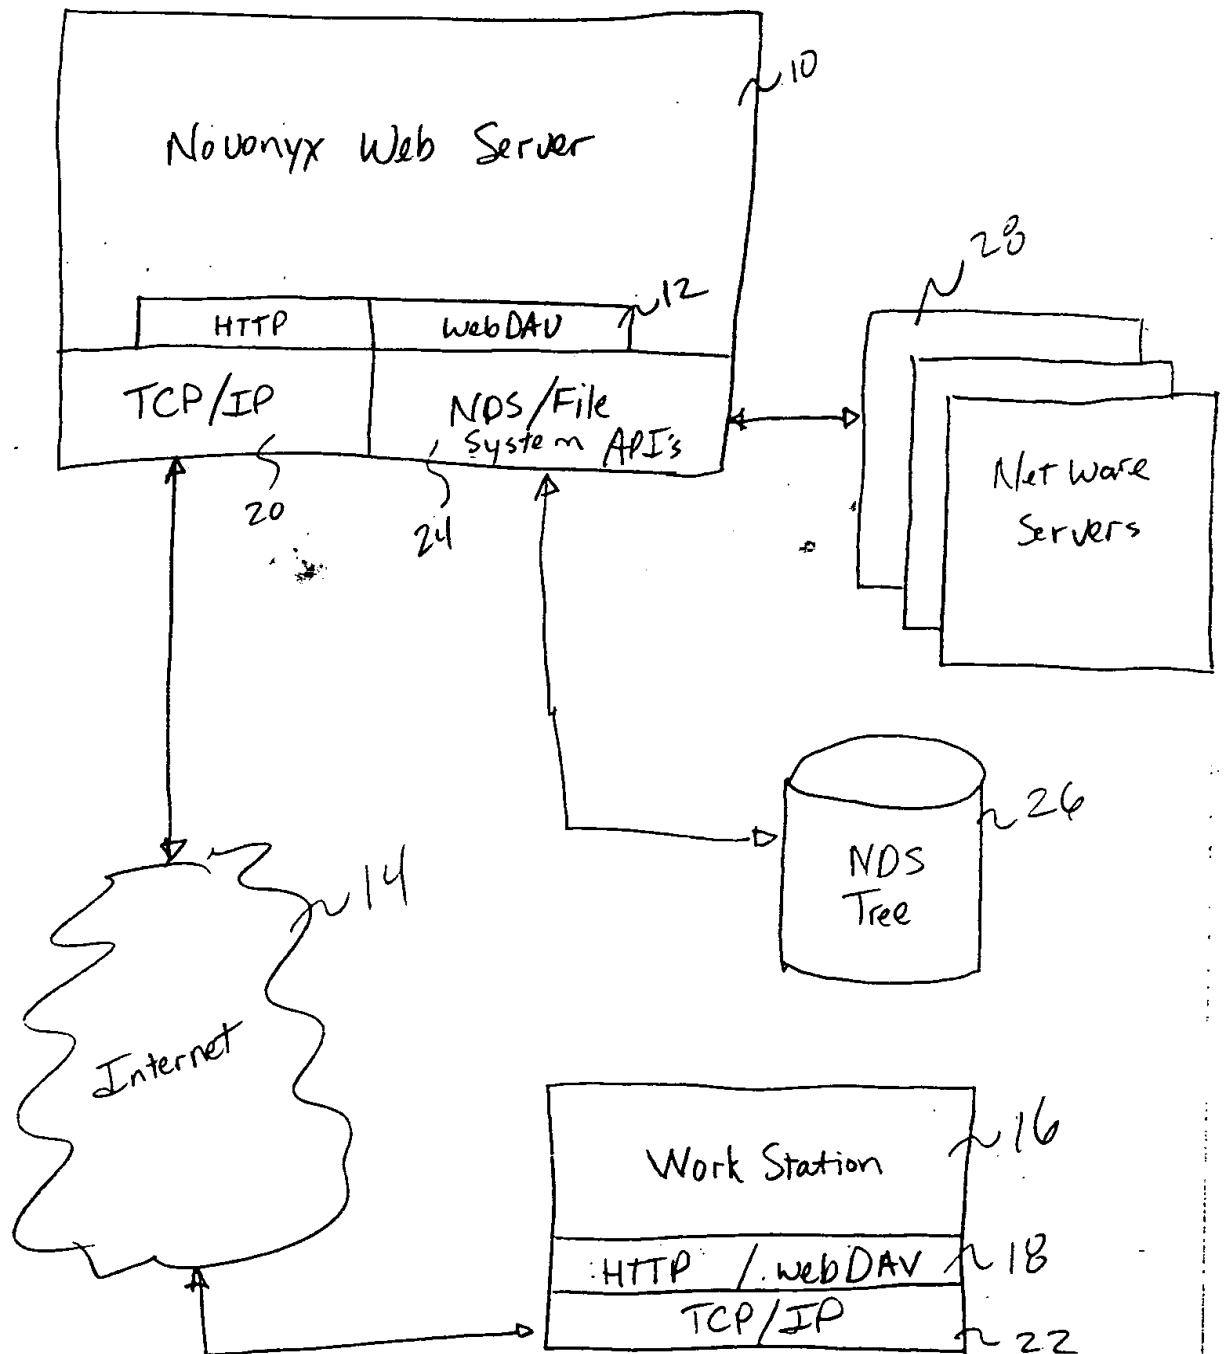 10
Novonyx Web Server
28
12
HTTP
webDAV
TCP/IP
NDS/File
System API's
20
24
NetWare
Servers
26
NDS
Tree
14
Internet
16
Work Station
HTTP / webDAV
18
TCP/IP
22